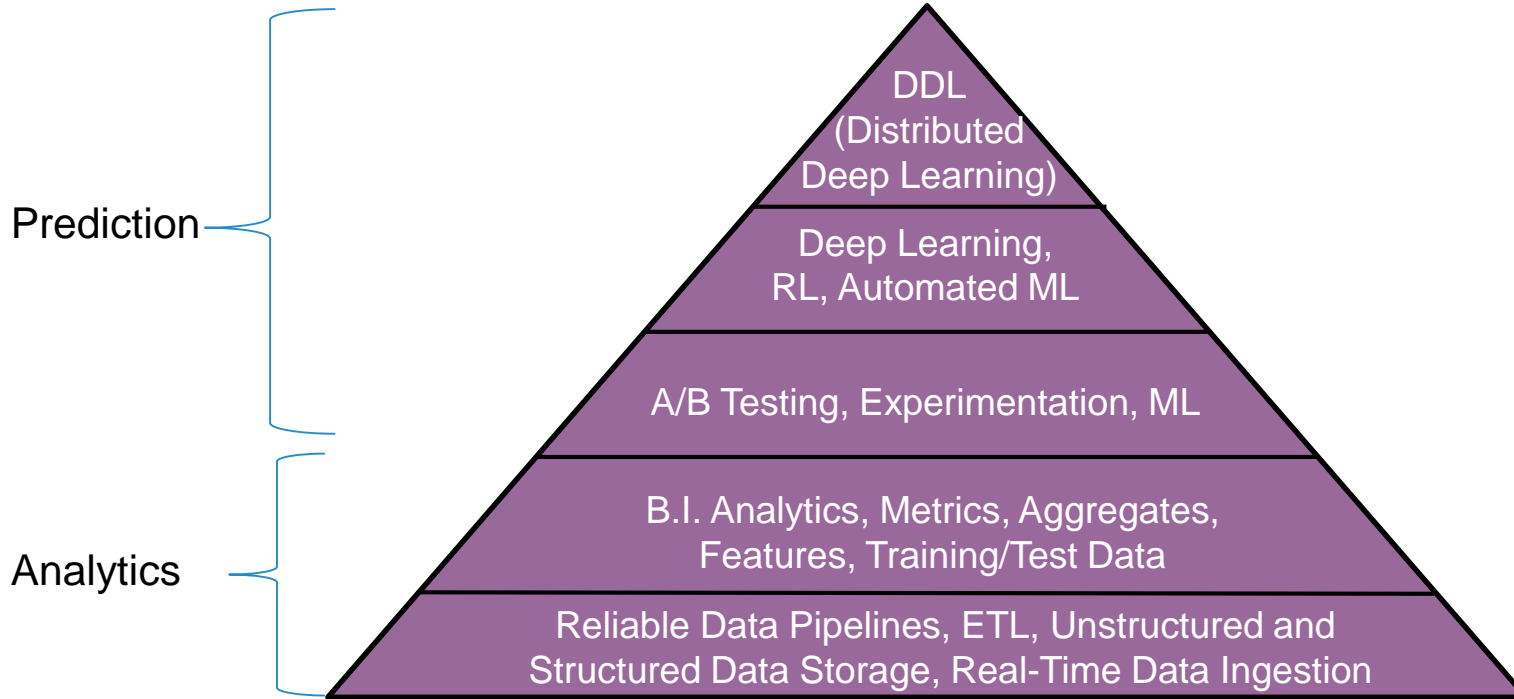 DDL
(Distributed
Deep Learning)
Prediction
Deep Learning,
RL, Automated ML
A/B Testing, Experimentation, ML
B.I. Analytics, Metrics, Aggregates,
Features, Training/Test Data
Analytics
Reliable Data Pipelines, ETL, Unstructured and
Structured Data Storage, Real-Time Data Ingestion